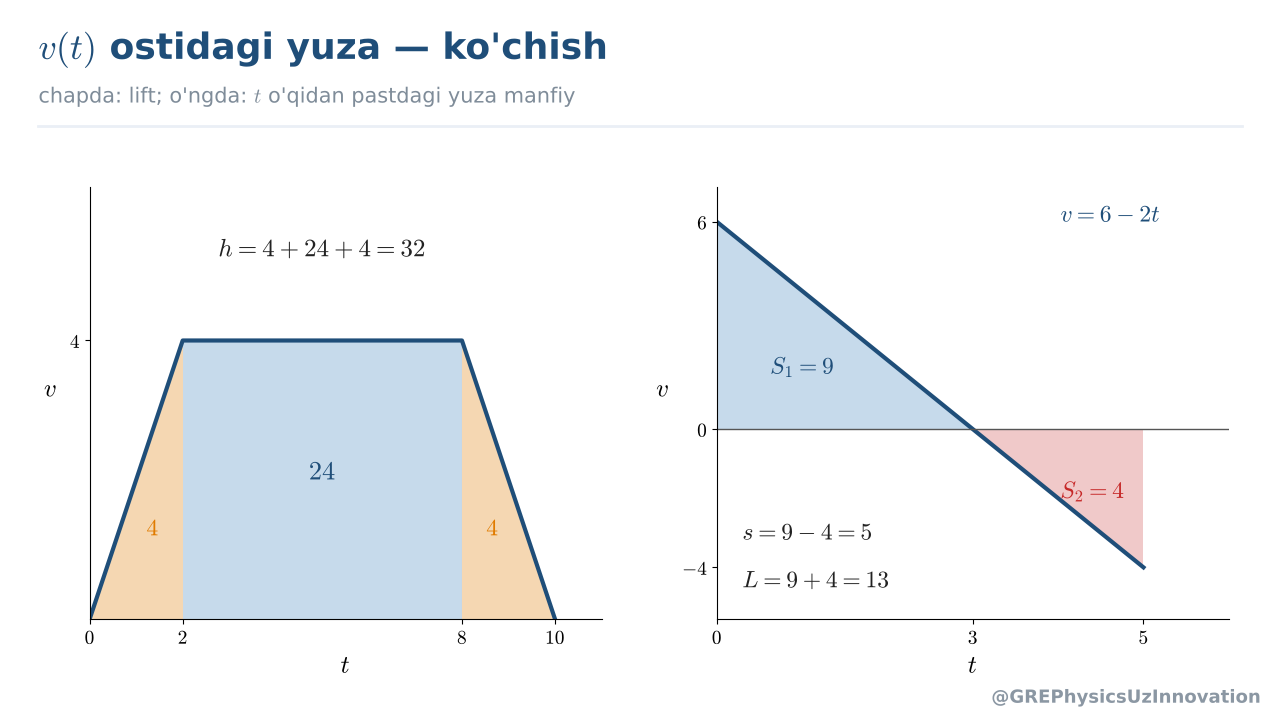 v(t) ostidagi yuza — ko'chish
chapda: lift; o'ngda: t o'qidan pastdagi yuza manfiy
h = 4 + 24 + 4 = 32
4
v
24
4
4
0
2
8
10
t
v = 6 − 2t
6
S₁ = 9
v
0
S₂ = 4
s = 9 − 4 = 5
−4
L = 9 + 4 = 13
0
3
5
t
@GREPhysicsUzInnovation